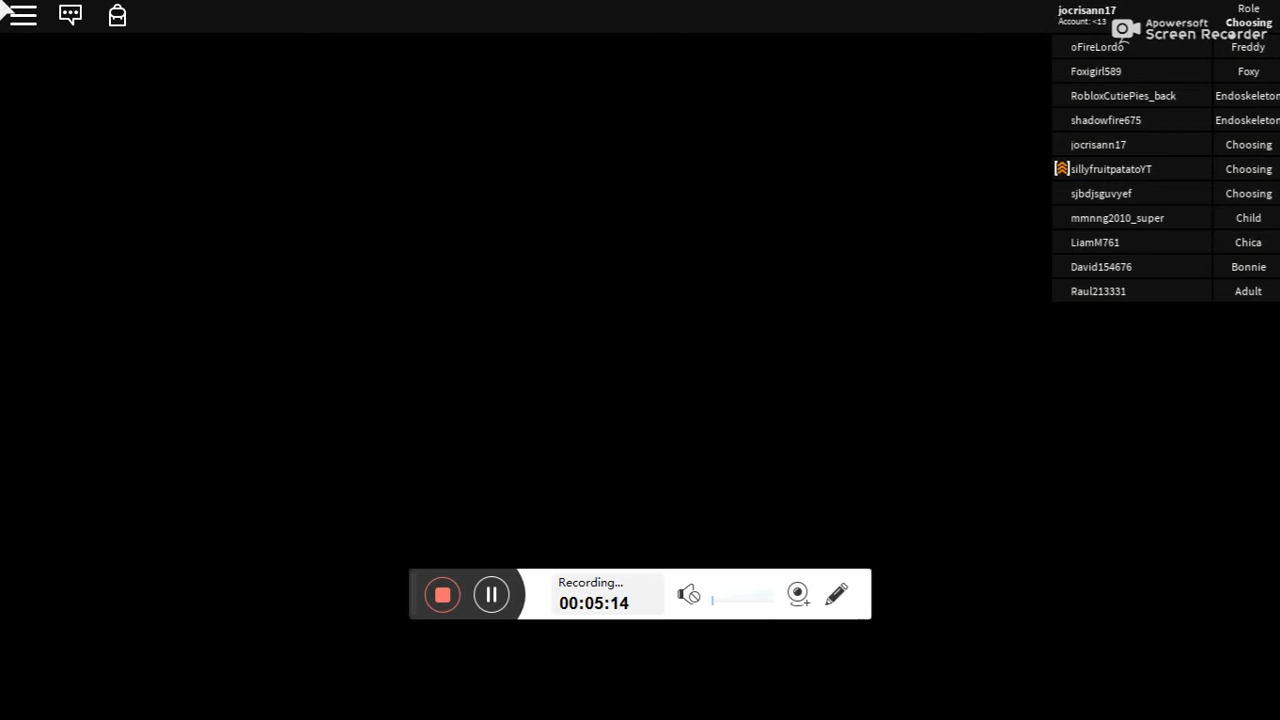 jocrisann17 Role
Account: <13 Choosing
Apowersoft
Screen Recorder
oFireLordo Freddy
Foxigirl589 Foxy
RobloxCutiePies_back Endoskeleton
shadowfire675 Endoskeleton
jocrisann17 Choosing
sillyfruitpatatoYT Choosing
sjbdjsguvyef Choosing
mmnng2010_super Child
LiamM761 Chica
David154676 Bonnie
Raul213331 Adult
Recording...
00:05:14